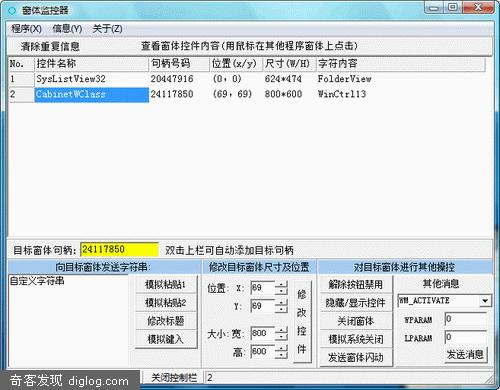 窗体监控器
程序(X) 信息(Y) 关于(Z)
清除重复信息 查看窗体控件内容(用鼠标在其他程序窗体上点击)
No. 控件名称 句柄号码 位置(x/y) 尺寸(W/H) 字符内容
1 SysListView32 20447916 (0,0) 624*474 FolderView
2 CabinetWClass 24117850 (69,69) 800*600 WinCtrl13
目标窗体句柄: 24117850 双击上栏可自动添加目标句柄
向目标窗体发送字符串:
自定义字符串
模拟粘贴1
模拟粘贴2
修改标题
模拟键入
修改目标窗体尺寸及位置
位置: X: 69
Y: 69
大小: 宽: 800
高: 600
修改控件
对目标窗体进行其他操控
解除按钮禁用
隐藏/显示控件
关闭窗体
模拟系统关闭
发送窗体闪动
其他消息
WM_ACTIVATE
WPARAM 0
LPARAM 0
发送消息
关闭控制栏 2
奇客发现 diglog.com